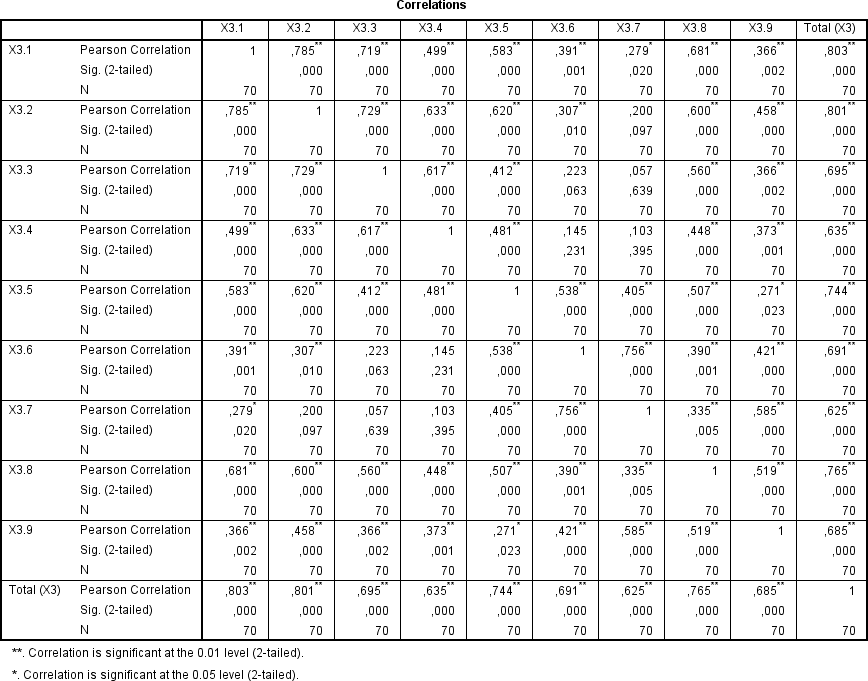 Correlations
X3.1 X3.2 X3.3 X3.4 X3.5 X3.6 X3.7 X3.8 X3.9 Total (X3)
X3.1 Pearson Correlation 1 ,785** ,719** ,499** ,583** ,391** ,279* ,681** ,366** ,803**
Sig. (2-tailed) ,000 ,000 ,000 ,000 ,001 ,020 ,000 ,002 ,000
N 70 70 70 70 70 70 70 70 70 70
X3.2 Pearson Correlation ,785** 1 ,729** ,633** ,620** ,307** ,200 ,600** ,458** ,801**
Sig. (2-tailed) ,000 ,000 ,000 ,000 ,010 ,097 ,000 ,000 ,000
N 70 70 70 70 70 70 70 70 70 70
X3.3 Pearson Correlation ,719** ,729** 1 ,617** ,412** ,223 ,057 ,560** ,366** ,695**
Sig. (2-tailed) ,000 ,000 ,000 ,000 ,063 ,639 ,000 ,002 ,000
N 70 70 70 70 70 70 70 70 70 70
X3.4 Pearson Correlation ,499** ,633** ,617** 1 ,481** ,145 ,103 ,448** ,373** ,635**
Sig. (2-tailed) ,000 ,000 ,000 ,000 ,231 ,395 ,000 ,001 ,000
N 70 70 70 70 70 70 70 70 70 70
X3.5 Pearson Correlation ,583** ,620** ,412** ,481** 1 ,538** ,405** ,507** ,271* ,744**
Sig. (2-tailed) ,000 ,000 ,000 ,000 ,000 ,000 ,000 ,023 ,000
N 70 70 70 70 70 70 70 70 70 70
X3.6 Pearson Correlation ,391** ,307** ,223 ,145 ,538** 1 ,756** ,390** ,421** ,691**
Sig. (2-tailed) ,001 ,010 ,063 ,231 ,000 ,000 ,001 ,000 ,000
N 70 70 70 70 70 70 70 70 70 70
X3.7 Pearson Correlation ,279* ,200 ,057 ,103 ,405** ,756** 1 ,335** ,585** ,625**
Sig. (2-tailed) ,020 ,097 ,639 ,395 ,000 ,000 ,005 ,000 ,000
N 70 70 70 70 70 70 70 70 70 70
X3.8 Pearson Correlation ,681** ,600** ,560** ,448** ,507** ,390** ,335** 1 ,519** ,765**
Sig. (2-tailed) ,000 ,000 ,000 ,000 ,000 ,001 ,005 ,000 ,000
N 70 70 70 70 70 70 70 70 70 70
X3.9 Pearson Correlation ,366** ,458** ,366** ,373** ,271* ,421** ,585** ,519** 1 ,685**
Sig. (2-tailed) ,002 ,000 ,002 ,001 ,023 ,000 ,000 ,000 ,000
N 70 70 70 70 70 70 70 70 70 70
Total (X3) Pearson Correlation ,803** ,801** ,695** ,635** ,744** ,691** ,625** ,765** ,685** 1
Sig. (2-tailed) ,000 ,000 ,000 ,000 ,000 ,000 ,000 ,000 ,000
N 70 70 70 70 70 70 70 70 70 70
**. Correlation is significant at the 0.01 level (2-tailed).
*. Correlation is significant at the 0.05 level (2-tailed).